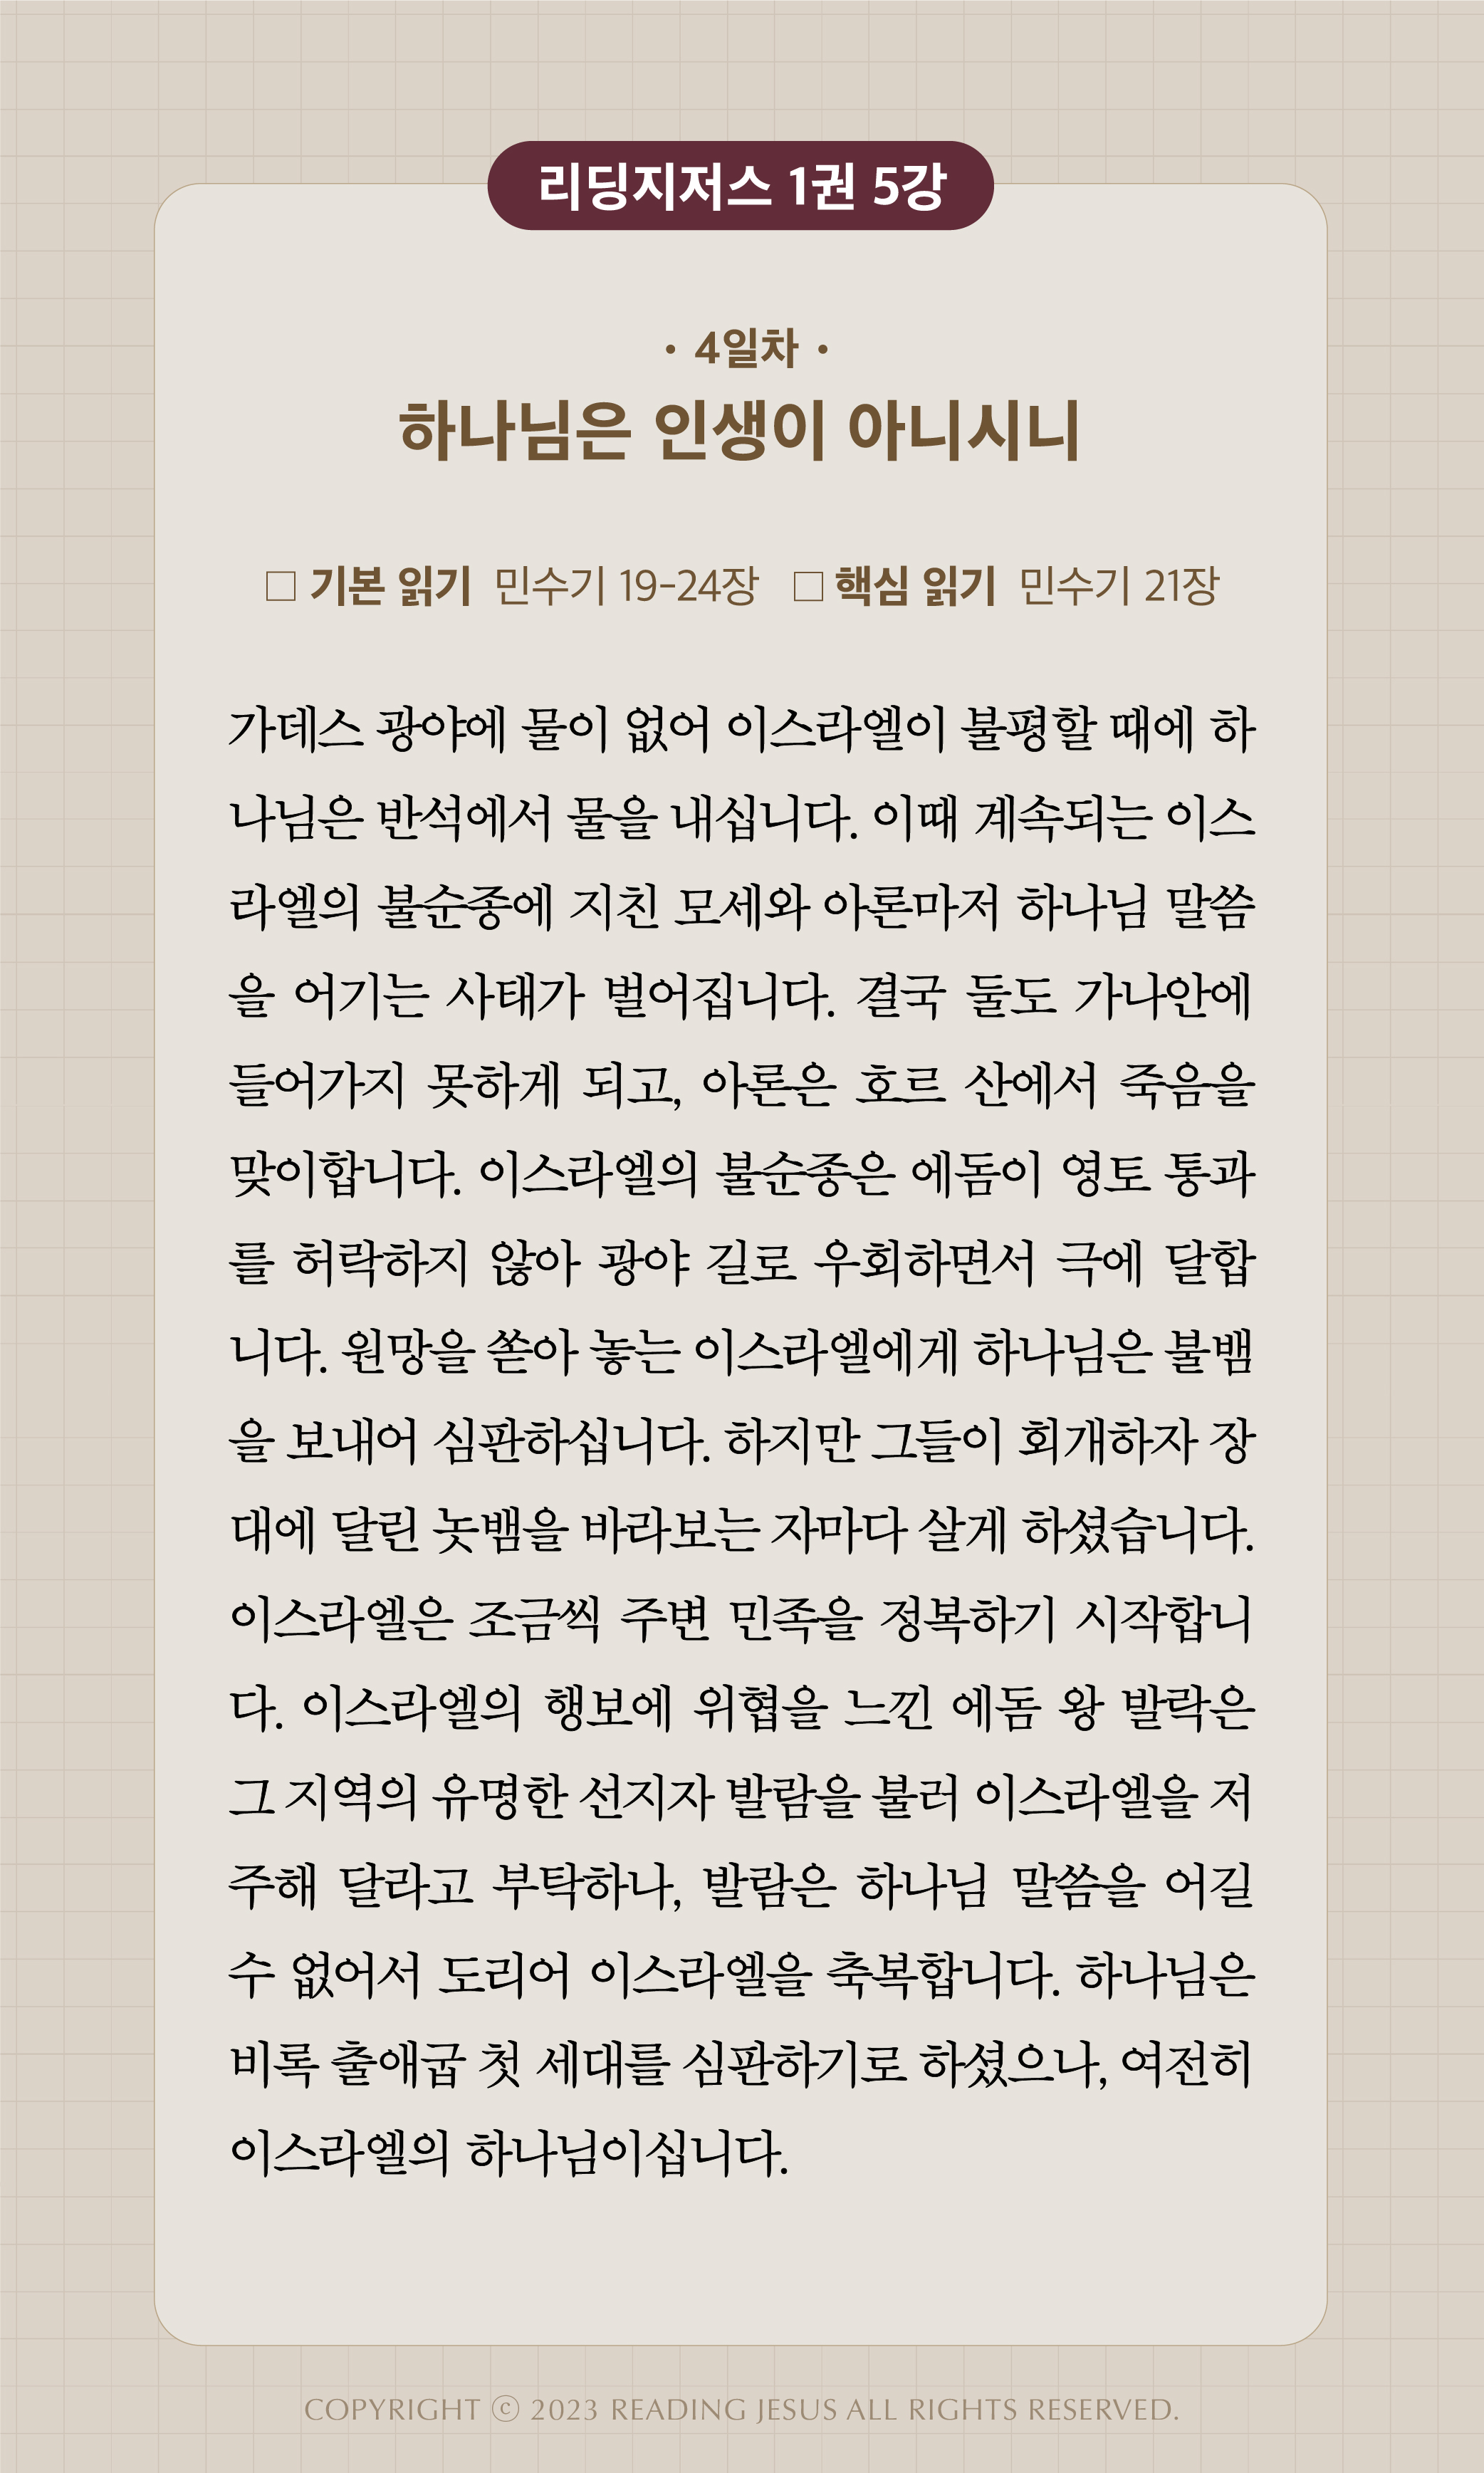 리딩지저스 1권 5강
· 4일차 ·
하나님은 인생이 아니시니
□ 기본 읽기 민수기 19-24장 □ 핵심 읽기 민수기 21장
가데스 광야에 물이 없어 이스라엘이 불평할 때에 하
나님은 반석에서 물을 내십니다. 이때 계속되는 이스
라엘의 불순종에 지친 모세와 아론마저 하나님 말씀
을 어기는 사태가 벌어집니다. 결국 둘도 가나안에
들어가지 못하게 되고, 아론은 호르 산에서 죽음을
맞이합니다. 이스라엘의 불순종은 에돔이 영토 통과
를 허락하지 않아 광야 길로 우회하면서 극에 달합
니다. 원망을 쏟아 놓는 이스라엘에게 하나님은 불뱀
을 보내어 심판하십니다. 하지만 그들이 회개하자 장
대에 달린 놋뱀을 바라보는 자마다 살게 하셨습니다.
이스라엘은 조금씩 주변 민족을 정복하기 시작합니
다. 이스라엘의 행보에 위협을 느낀 에돔 왕 발락은
그 지역의 유명한 선지자 발람을 불러 이스라엘을 저
주해 달라고 부탁하나, 발람은 하나님 말씀을 어길
수 없어서 도리어 이스라엘을 축복합니다. 하나님은
비록 출애굽 첫 세대를 심판하기로 하셨으나, 여전히
이스라엘의 하나님이십니다.
COPYRIGHT ⓒ 2023 READING JESUS ALL RIGHTS RESERVED.